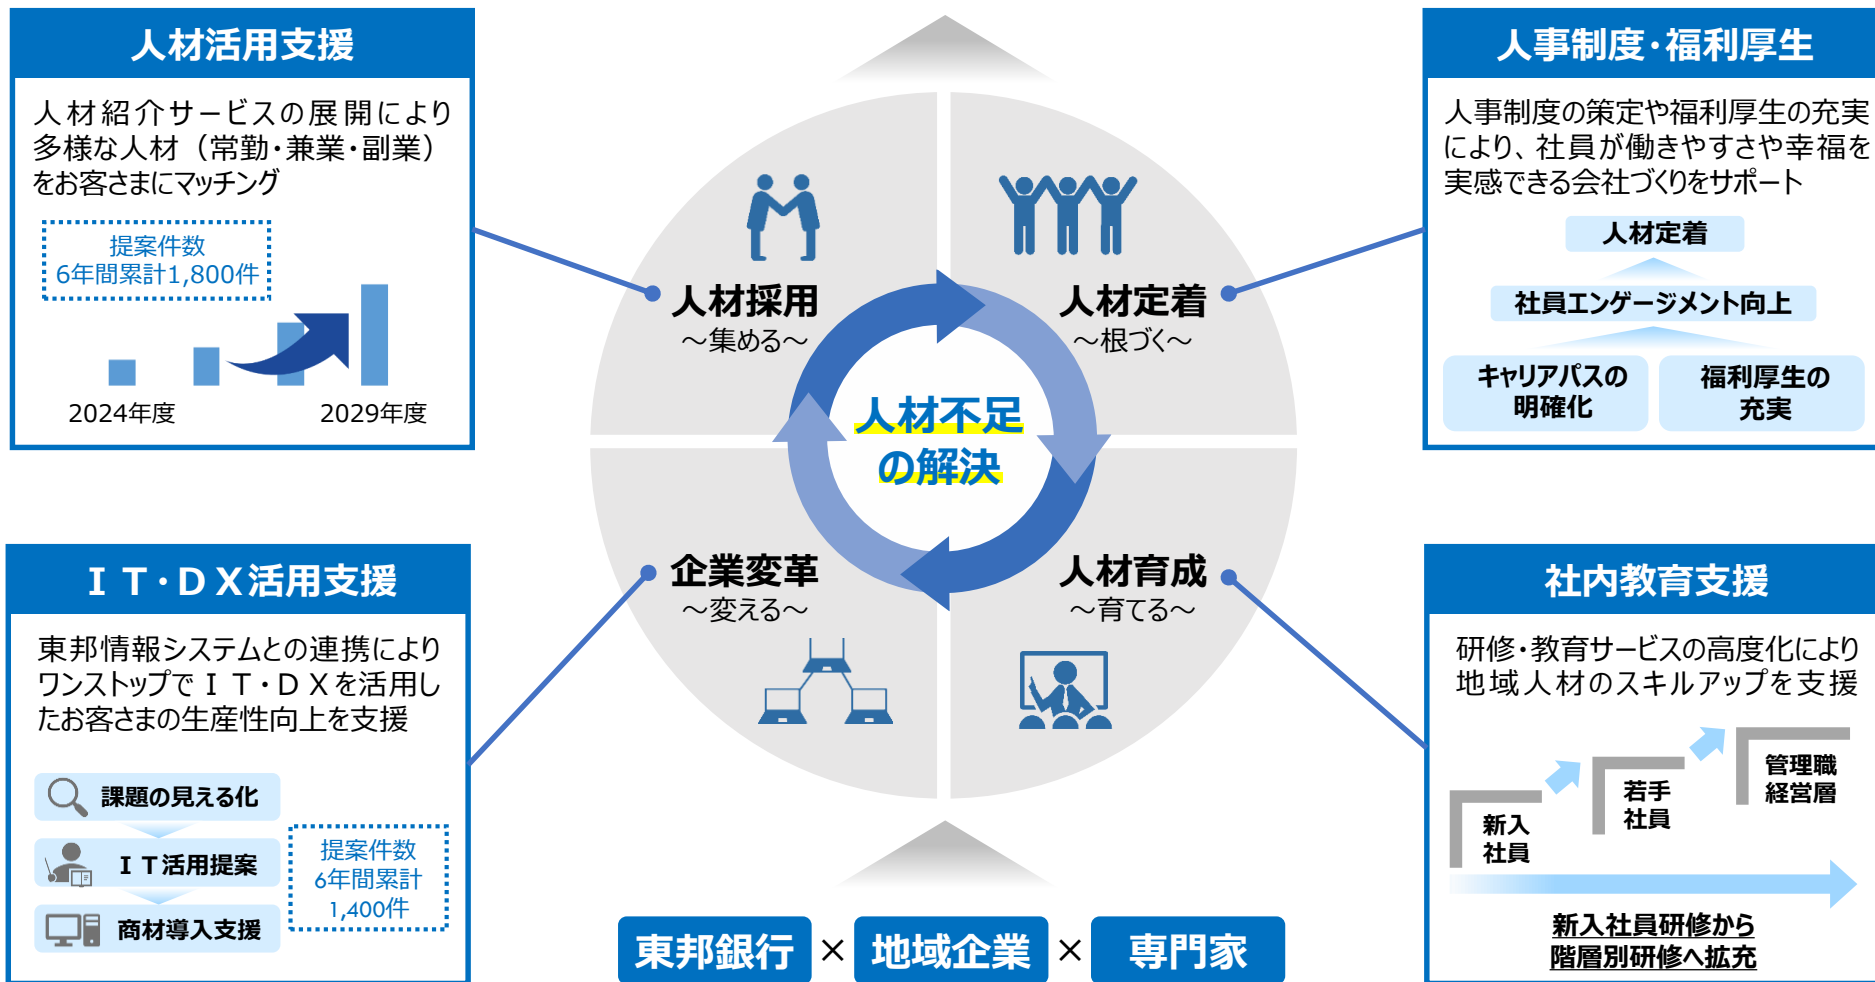 人材活用支援
人材紹介サービスの展開により
多様な人材（常勤・兼業・副業）
をお客さまにマッチング
提案件数
6年間累計1,800件
2024年度
2029年度
人材採用
～集める～
人材定着
～根づく～
人材不足
の解決
企業変革
～変える～
人材育成
～育てる～
人事制度・福利厚生
人事制度の策定や福利厚生の充実
により、社員が働きやすさや幸福を
実感できる会社づくりをサポート
人材定着
社員エンゲージメント向上
キャリアパスの
明確化
福利厚生の
充実
ＩＴ・ＤＸ活用支援
東邦情報システムとの連携により
ワンストップでＩＴ・ＤＸを活用し
たお客さまの生産性向上を支援
課題の見える化
ＩＴ活用提案
商材導入支援
提案件数
6年間累計
1,400件
社内教育支援
研修・教育サービスの高度化により
地域人材のスキルアップを支援
新入
社員
若手
社員
管理職
経営層
新入社員研修から
階層別研修へ拡充
東邦銀行 × 地域企業 × 専門家